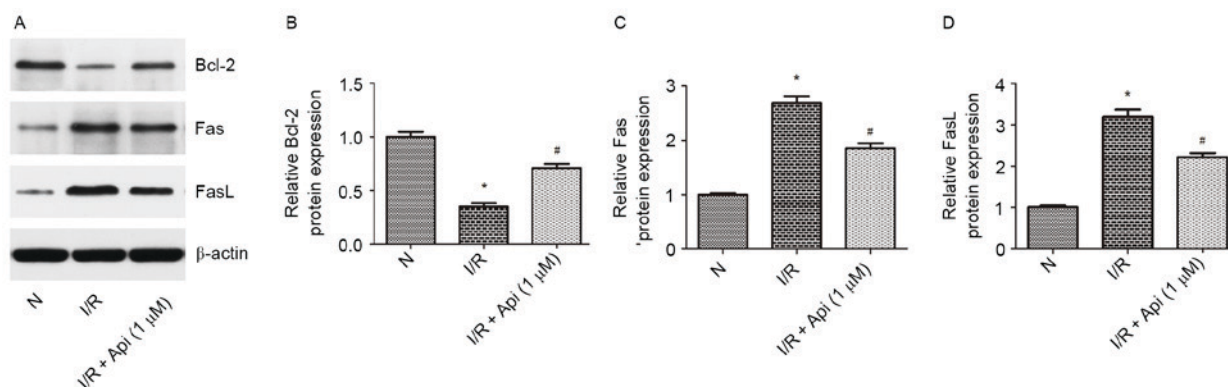 A
Bcl-2
Fas
FasL
β-actin
N
I/R
I/R + Api (1 μM)
B
Relative Bcl-2
protein expression
1.5
1.0
0.5
0.0
*
#
N
I/R
I/R + Api (1 μM)
C
Relative Fas
'protein expression
3
2
1
0
*
#
N
I/R
I/R + Api (1 μM)
D
Relative FasL
protein expression
4
3
2
1
0
*
#
N
I/R
I/R + Api (1 μM)